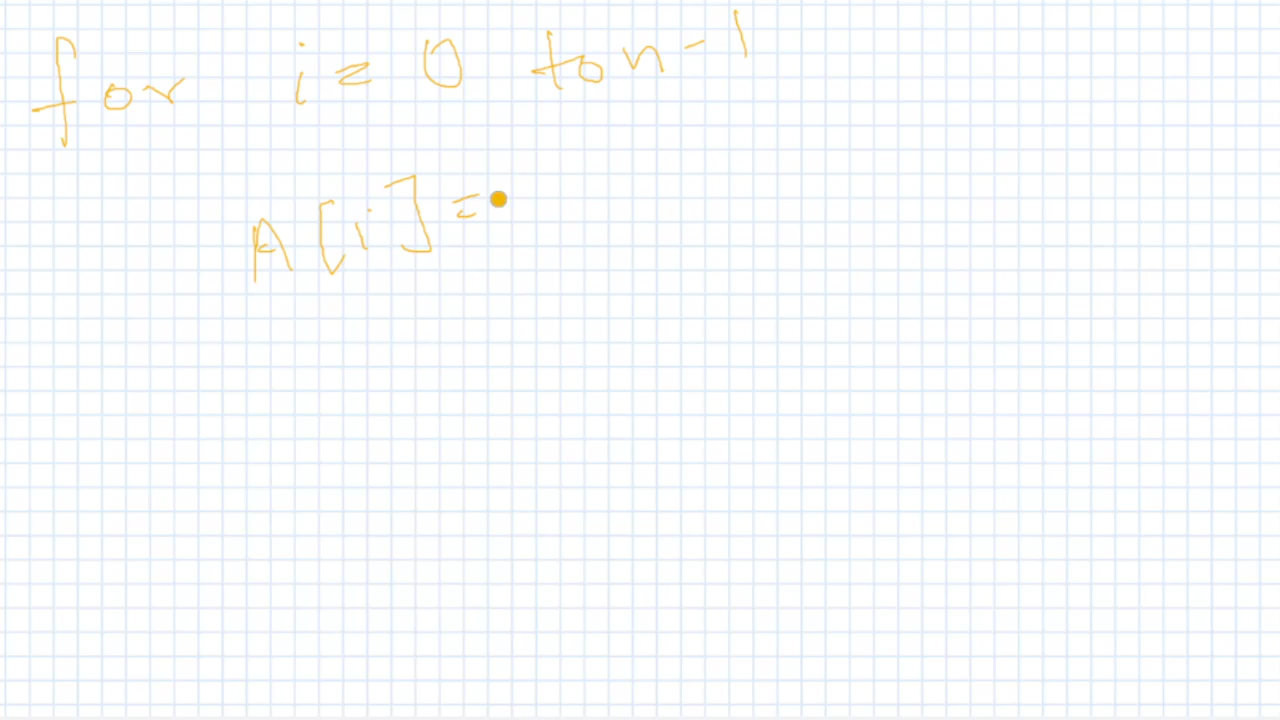 for i = 0 to n-1
A[i] =